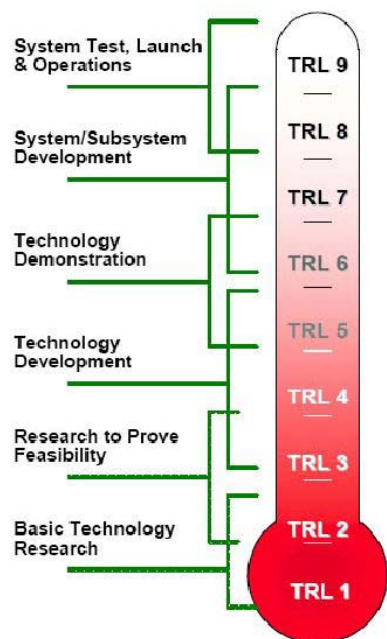 System Test, Launch
& Operations
System/Subsystem
Development
Technology
Demonstration
Technology
Development
Research to Prove
Feasibility
Basic Technology
Research
TRL 9
TRL 8
TRL 7
TRL 6
TRL 5
TRL 4
TRL 3
TRL 2
TRL 1